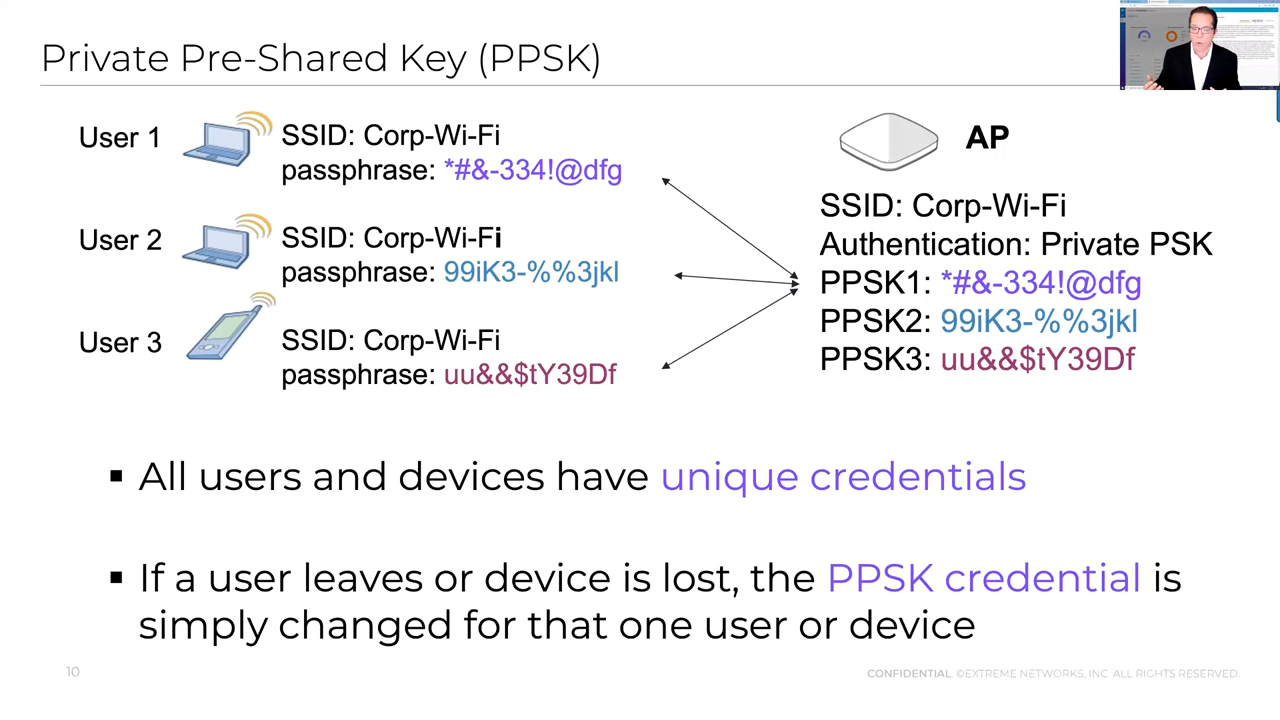 Private Pre-Shared Key (PPSK)
User 1
SSID: Corp-Wi-Fi
passphrase: *#&-334!@dfg
User 2
SSID: Corp-Wi-Fi
passphrase: 99iK3-%%3jkl
User 3
SSID: Corp-Wi-Fi
passphrase: uu&&$tY39Df
AP
SSID: Corp-Wi-Fi
Authentication: Private PSK
PPSK1: *#&-334!@dfg
PPSK2: 99iK3-%%3jkl
PPSK3: uu&&$tY39Df
▪ All users and devices have unique credentials
▪ If a user leaves or device is lost, the PPSK credential is
simply changed for that one user or device
10
CONFIDENTIAL. ©EXTREME NETWORKS, INC. ALL RIGHTS RESERVED.